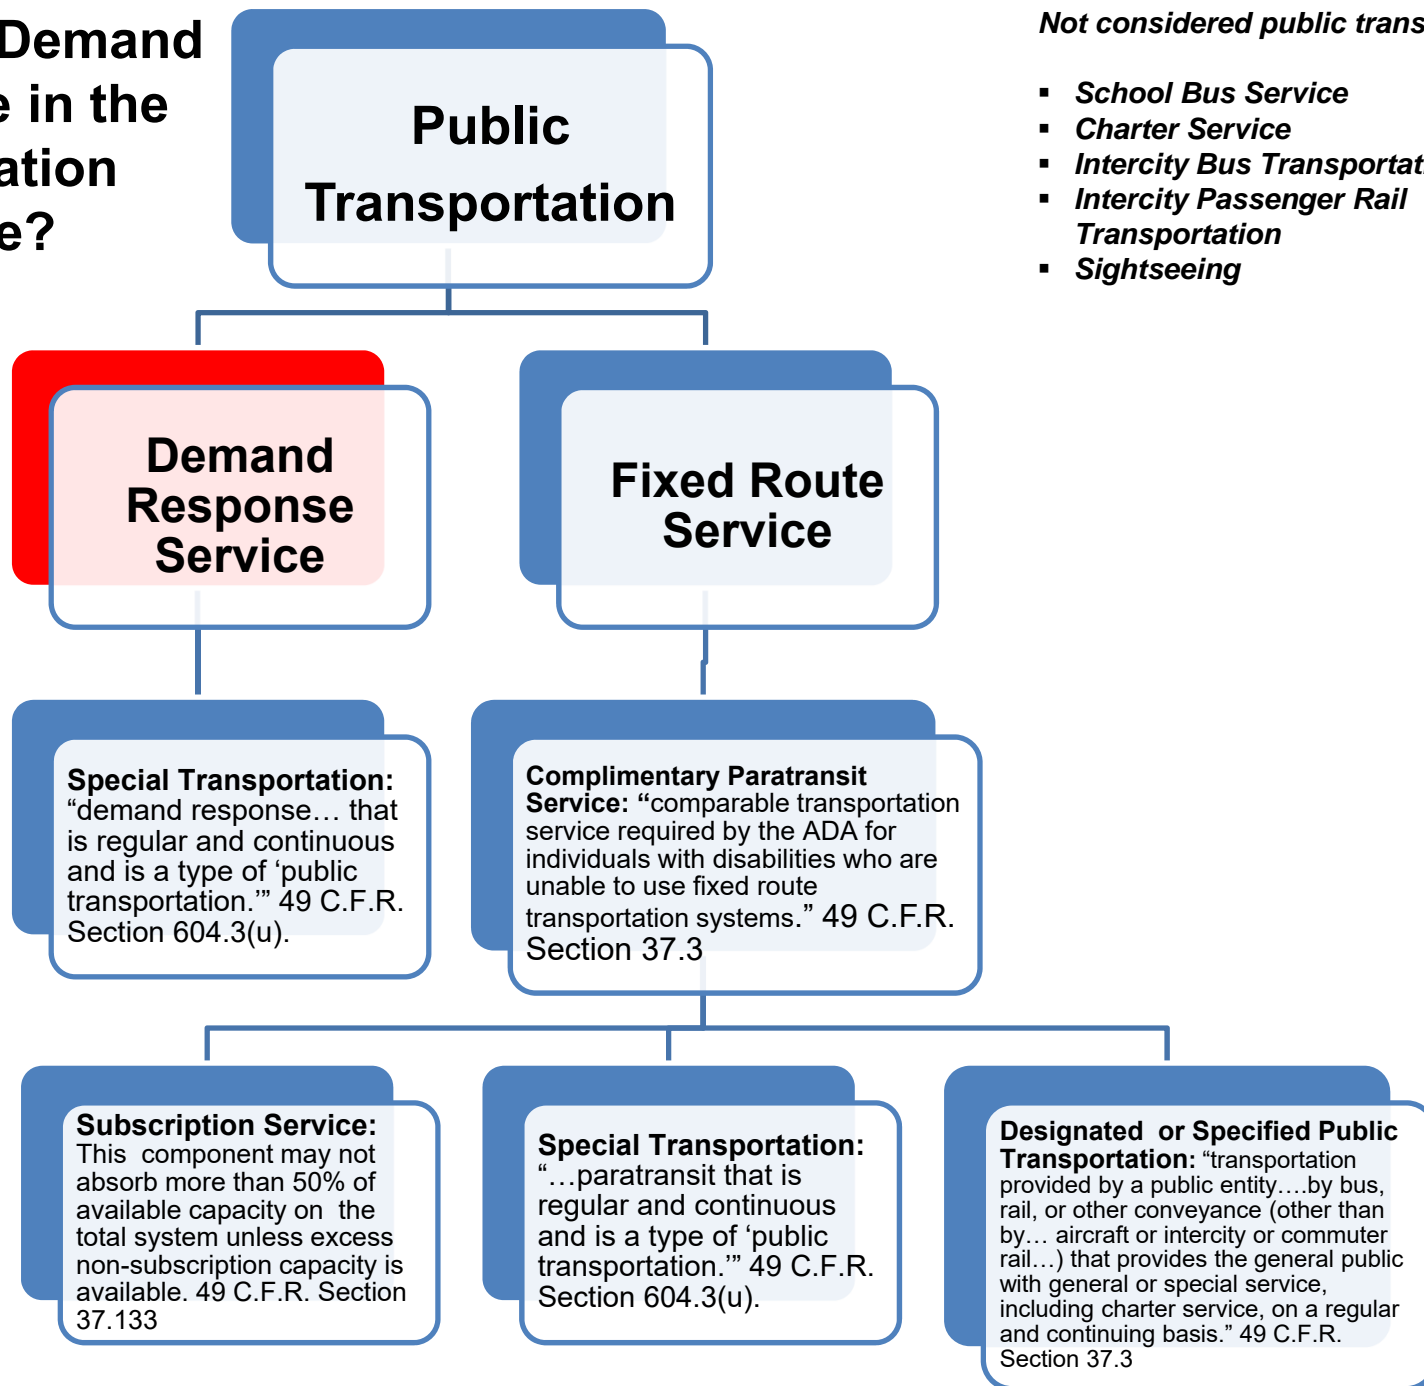 Demand
in the
Public
Transportation
Not considered public
▪ School Bus Service
▪ Charter Service
▪ Intercity Bus
▪ Intercity Passenger Rail
Transportation
▪ Sightseeing
Demand
Response
Service
Fixed Route
Service
Special Transportation:
“demand response… that
is regular and continuous
and is a type of ‘public
transportation.’” 49 C.F.R.
Section 604.3(u).
Complimentary Paratransit
Service: “comparable transportation
service required by the ADA for
individuals with disabilities who are
unable to use fixed route
transportation systems.” 49 C.F.R.
Section 37.3
Subscription Service:
This component may not
absorb more than 50% of
available capacity on the
total system unless excess
non-subscription capacity is
available. 49 C.F.R. Section
37.133
Special Transportation:
“…paratransit that is
regular and continuous
and is a type of ‘public
transportation.’” 49 C.F.R.
Section 604.3(u).
Designated or Specified Public
Transportation: “transportation
provided by a public entity….by bus,
rail, or other conveyance (other than
by… aircraft or intercity or commuter
rail…) that provides the general public
with general or special service,
including charter service, on a regular
and continuing basis.” 49 C.F.R.
Section 37.3